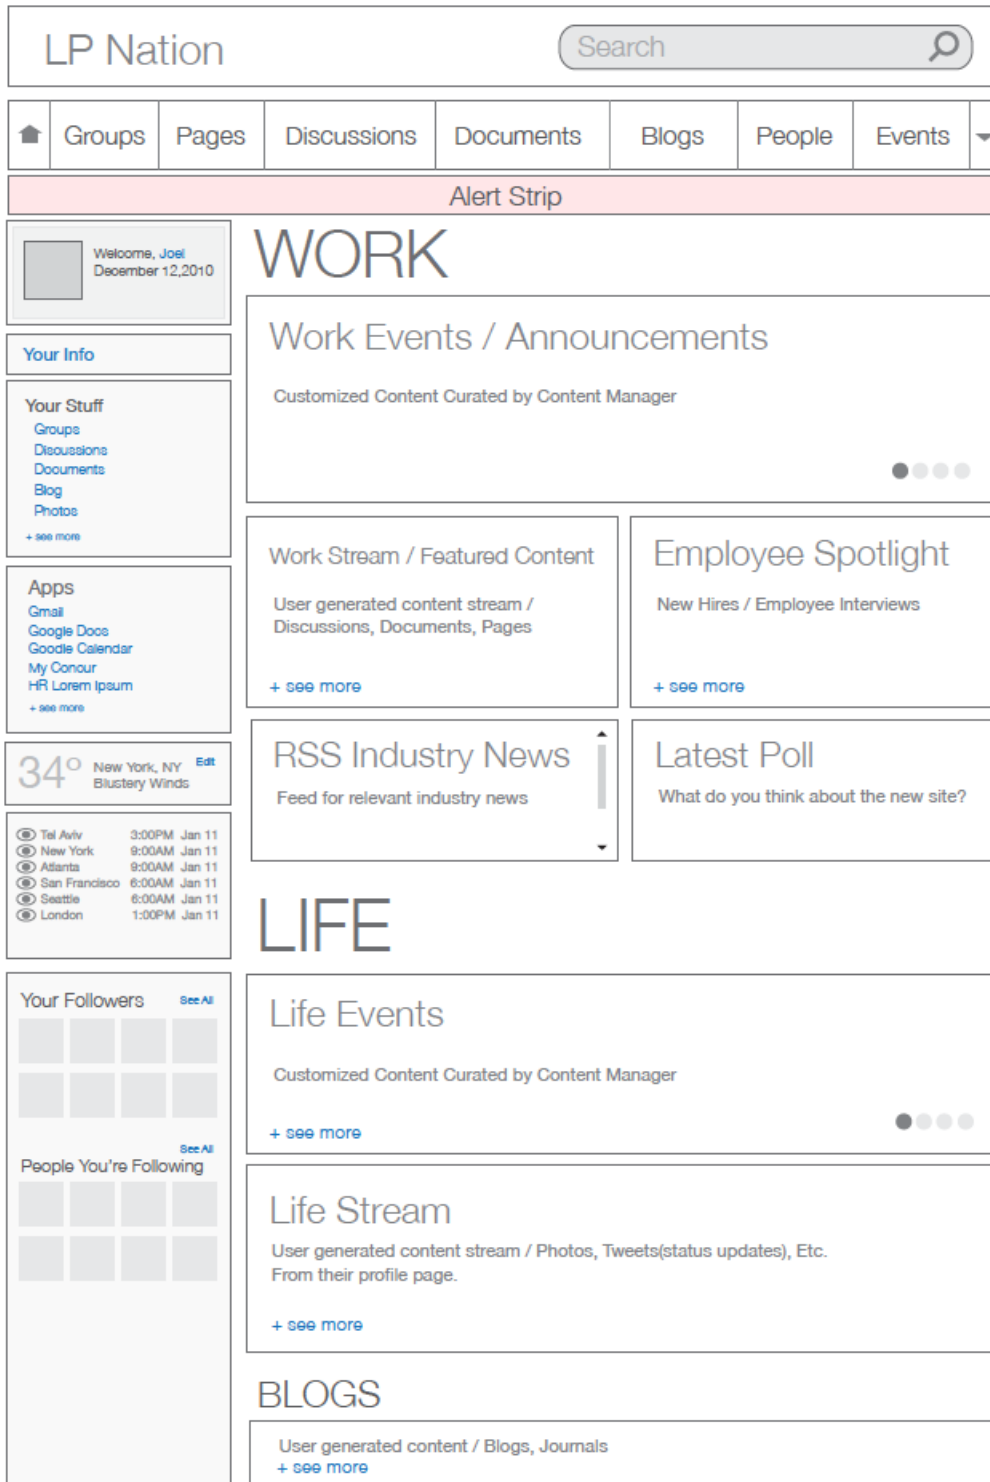 LP Nation
Search
Groups
Pages
Discussions
Documents
Blogs
People
Events
Alert Strip
Welcome, Joel
December 12,2010
Your Info
Your Stuff
Groups
Discussions
Documents
Blog
Photos
+ see more
Apps
Gmail
Google Docs
Goodle Calendar
My Conour
HR Lorem Ipsum
+ see more
34°
New York, NY
Edit
Blustery Winds
Tel Aviv 3:00PM Jan 11
New York 9:00AM Jan 11
Atlanta 9:00AM Jan 11
San Francisco 6:00AM Jan 11
Seattle 6:00AM Jan 11
London 1:00PM Jan 11
Your Followers
See All
See All
People You're Following
WORK
Work Events / Announcements
Customized Content Curated by Content Manager
Work Stream / Featured Content
User generated content stream /
Discussions, Documents, Pages
+ see more
Employee Spotlight
New Hires / Employee Interviews
+ see more
RSS Industry News
Feed for relevant industry news
Latest Poll
What do you think about the new site?
LIFE
Life Events
Customized Content Curated by Content Manager
+ see more
Life Stream
User generated content stream / Photos, Tweets(status updates), Etc.
From their profile page.
+ see more
BLOGS
User generated content / Blogs, Journals
+ see more